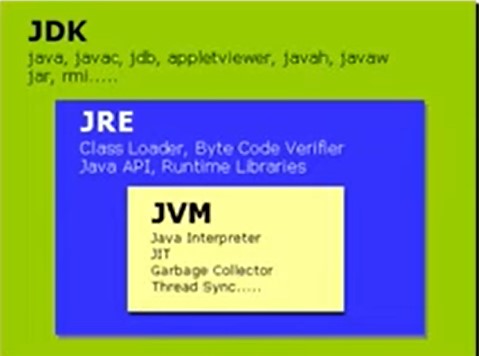 JDK
java, javac, jdb, appletviewer, javah, javaw
jar, rmi.....
JRE
Class Loader, Byte Code Verifier
Java API, Runtime Libraries
JVM
Java Interpreter
JIT
Garbage Collector
Thread Sync.....